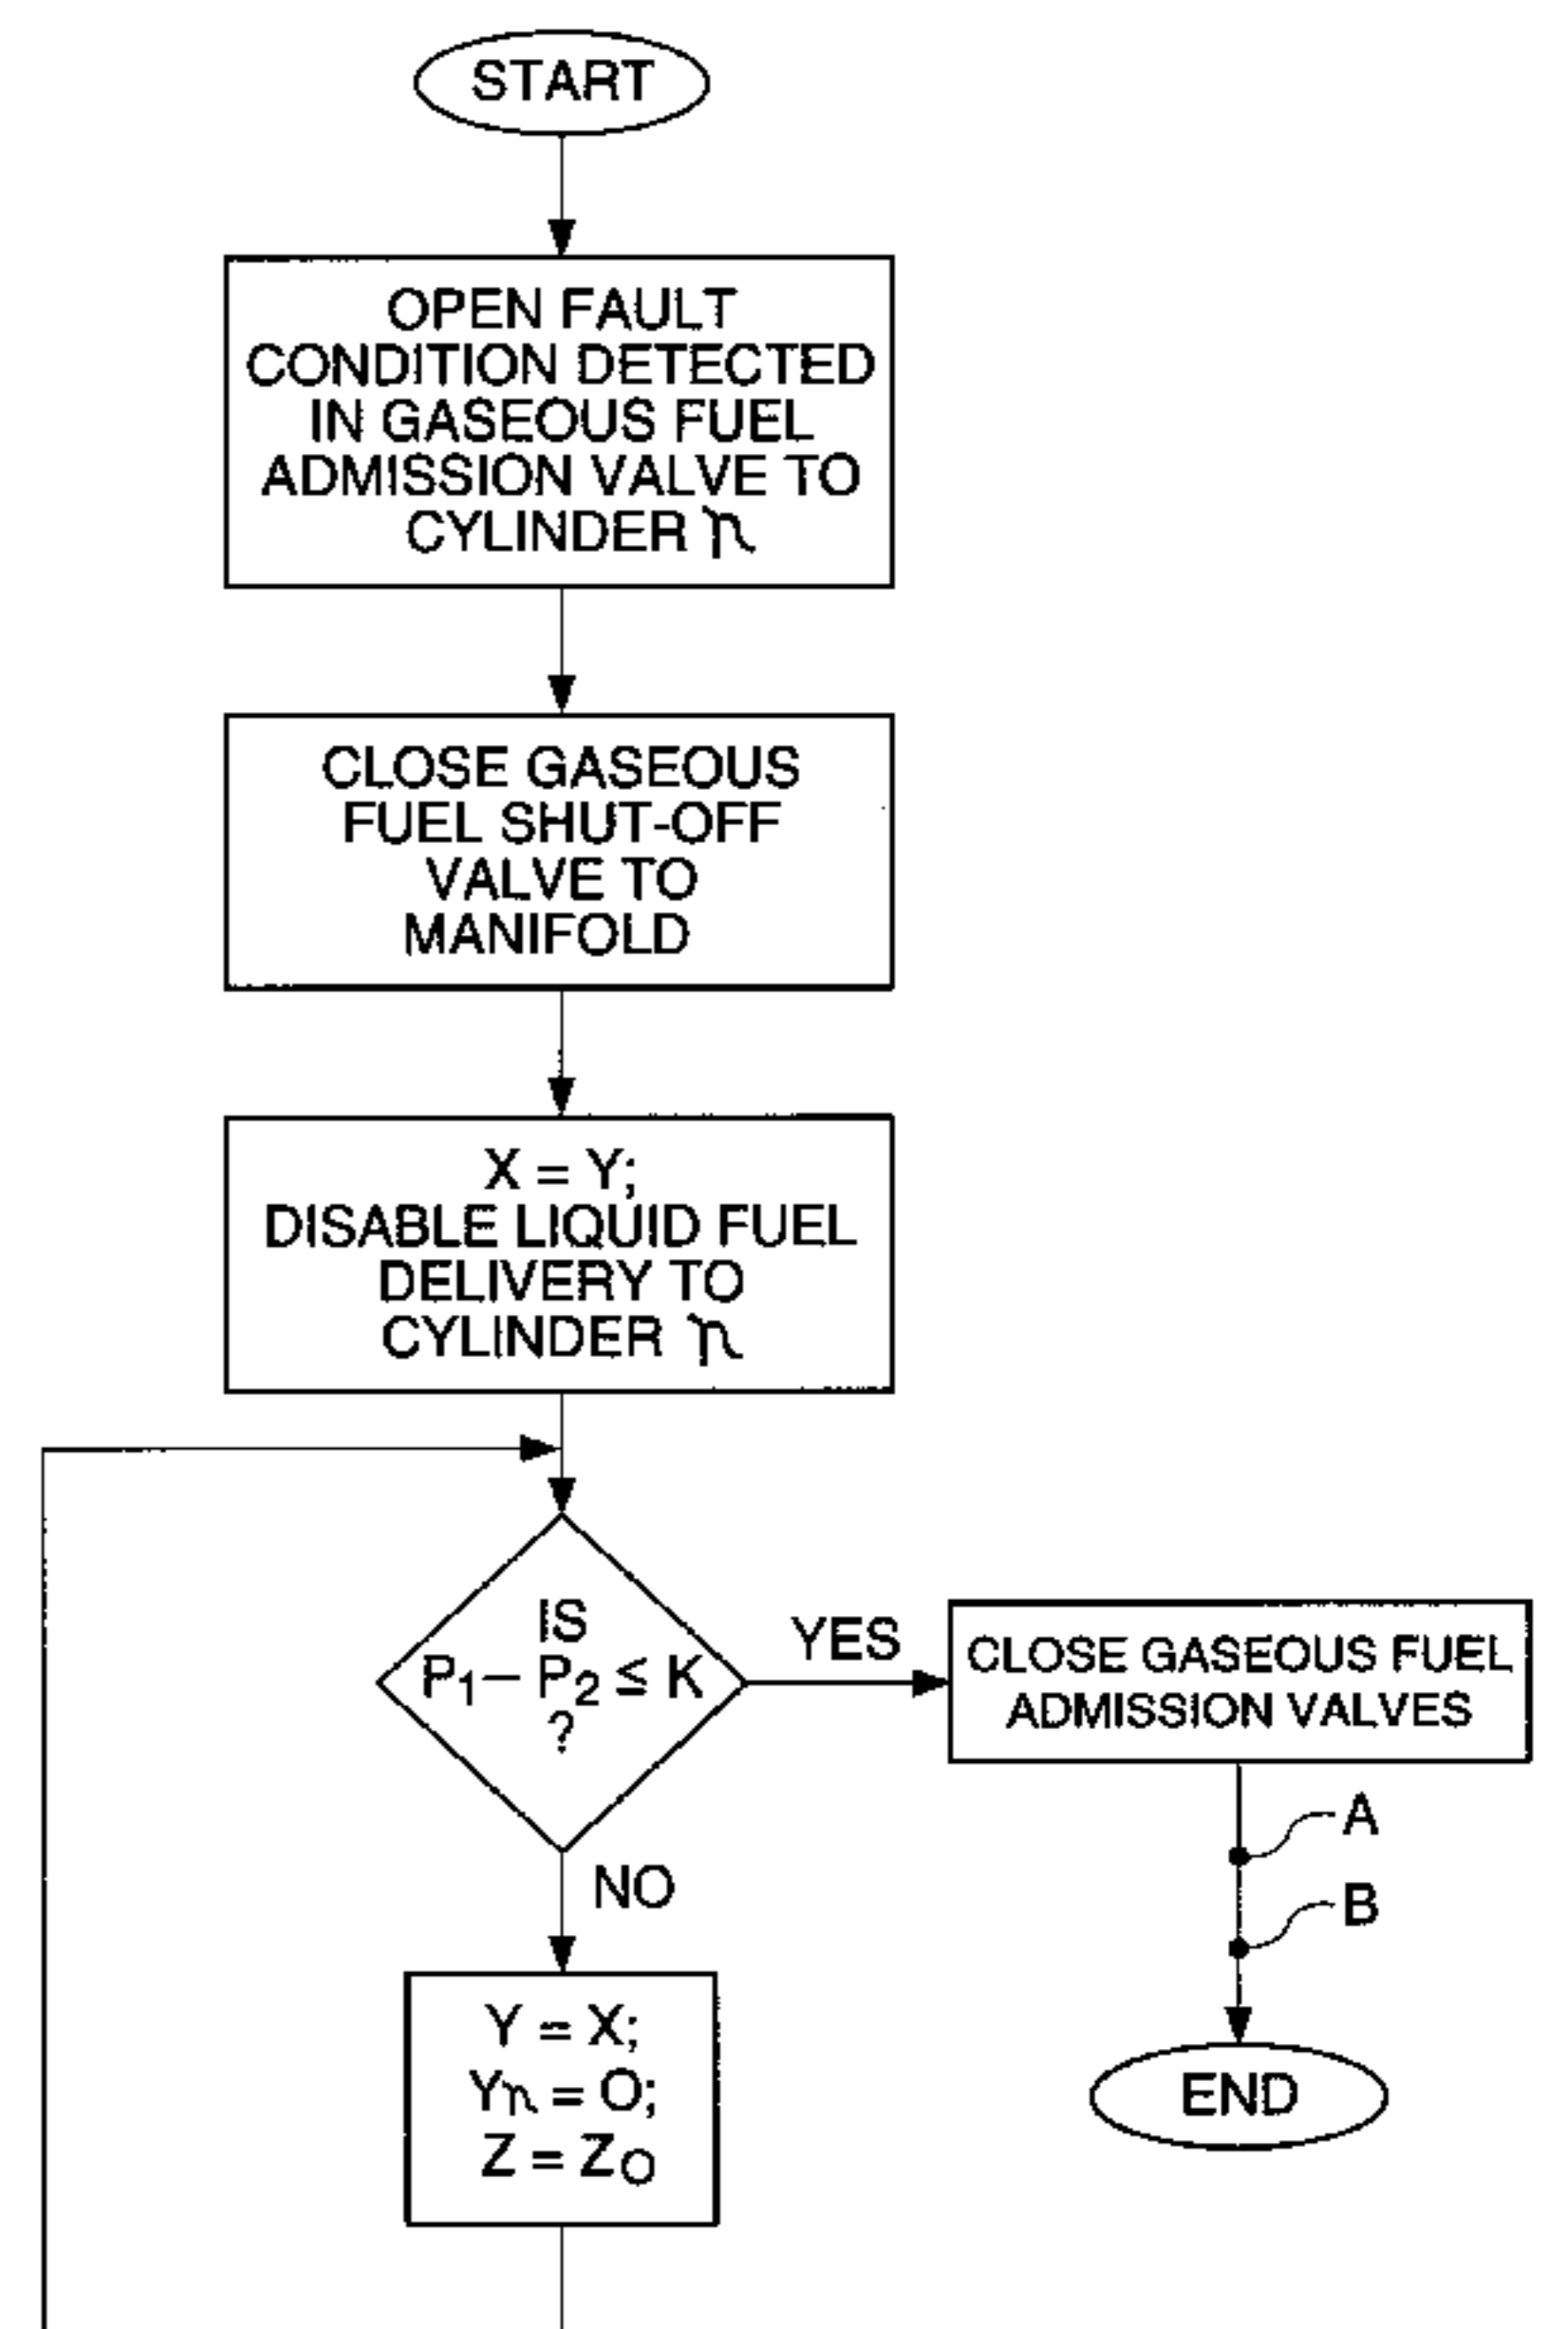 START
OPEN FAULT
CONDITION DETECTED
IN GASEOUS FUEL
ADMISSION VALVE TO
CYLINDER n
CLOSE GASEOUS
FUEL SHUT-OFF
VALVE TO
MANIFOLD
X = Y;
DISABLE LIQUID FUEL
DELIVERY TO
CYLINDER n
IS
P1– P2 ≤ K
?
YES
CLOSE GASEOUS FUEL
ADMISSION VALVES
A
B
END
NO
Y = X;
Yn = O;
Z = ZO